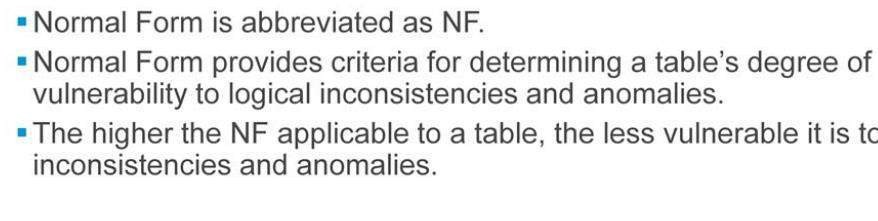 ▪ Normal Form is abbreviated as NF.
▪ Normal Form provides criteria for determining a table’s degree of
vulnerability to logical inconsistencies and anomalies.
▪ The higher the NF applicable to a table, the less vulnerable it is to
inconsistencies and anomalies.